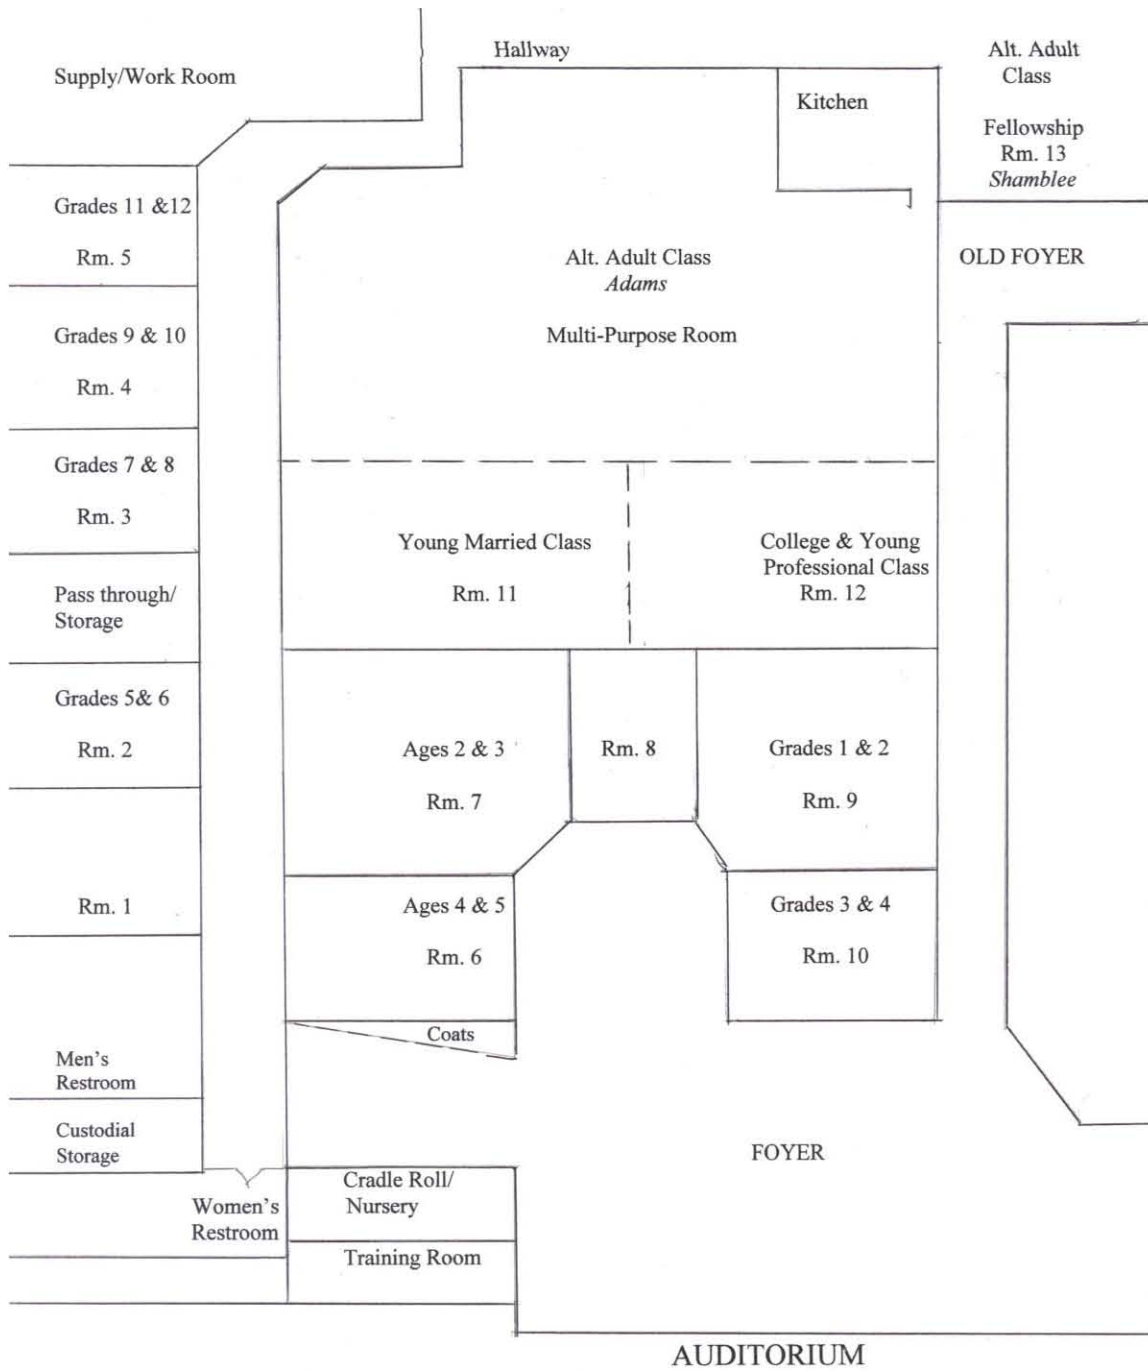 Hallway
Supply/Work Room
Kitchen
Alt. Adult
Class
Fellowship
Rm. 13
Shamblee
Grades 11 &12
Rm. 5
Alt. Adult Class
Adams
Multi-Purpose Room
OLD FOYER
Grades 9 & 10
Rm. 4
Grades 7 & 8
Rm. 3
Young Married Class
Rm. 11
College & Young
Professional Class
Rm. 12
Pass through/
Storage
Grades 5& 6
Rm. 2
Ages 2 & 3
Rm. 7
Rm. 8
Grades 1 & 2
Rm. 9
Rm. 1
Ages 4 & 5
Rm. 6
Grades 3 & 4
Rm. 10
Coats
Men's
Restroom
Custodial
Storage
FOYER
Women's
Restroom
Cradle Roll/
Nursery
Training Room
AUDITORIUM